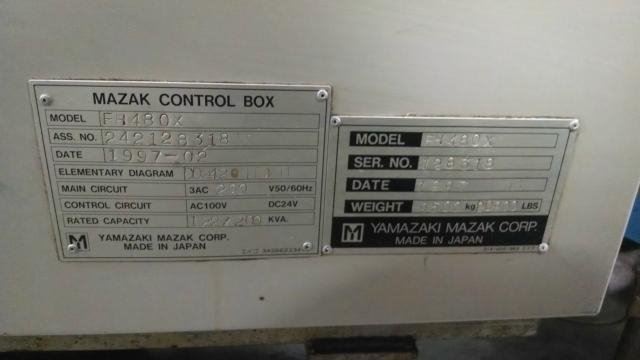 MAZAK CONTROL BOX
MODEL FH480X
ASS. NO. 242128318
DATE 1997-02
ELEMENTARY DIAGRAM
MAIN CIRCUIT 3AC 200 V50/60Hz
CONTROL CIRCUIT AC100V DC24V
RATED CAPACITY KVA.
YAMAZAKI MAZAK CORP.
MADE IN JAPAN
MODEL FH480X
SER. NO.
DATE
WEIGHT kg LBS
YAMAZAKI MAZAK CORP.
MADE IN JAPAN